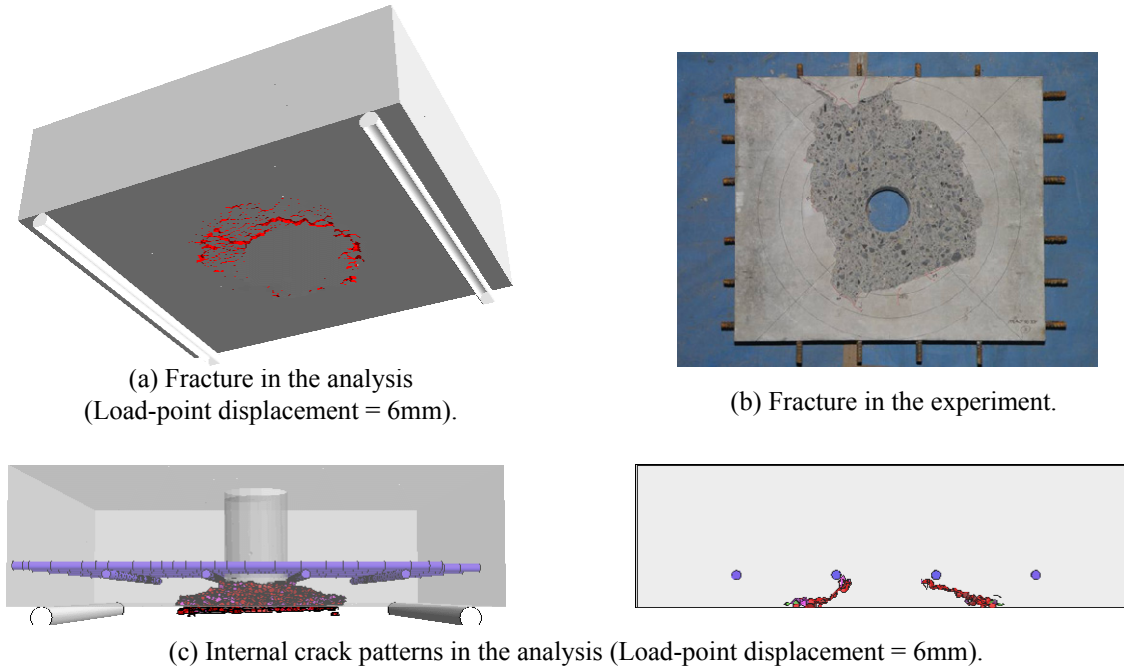 (a) Fracture in the analysis
(Load-point displacement = 6mm).
(b) Fracture in the experiment.
(c) Internal crack patterns in the analysis (Load-point displacement = 6mm).